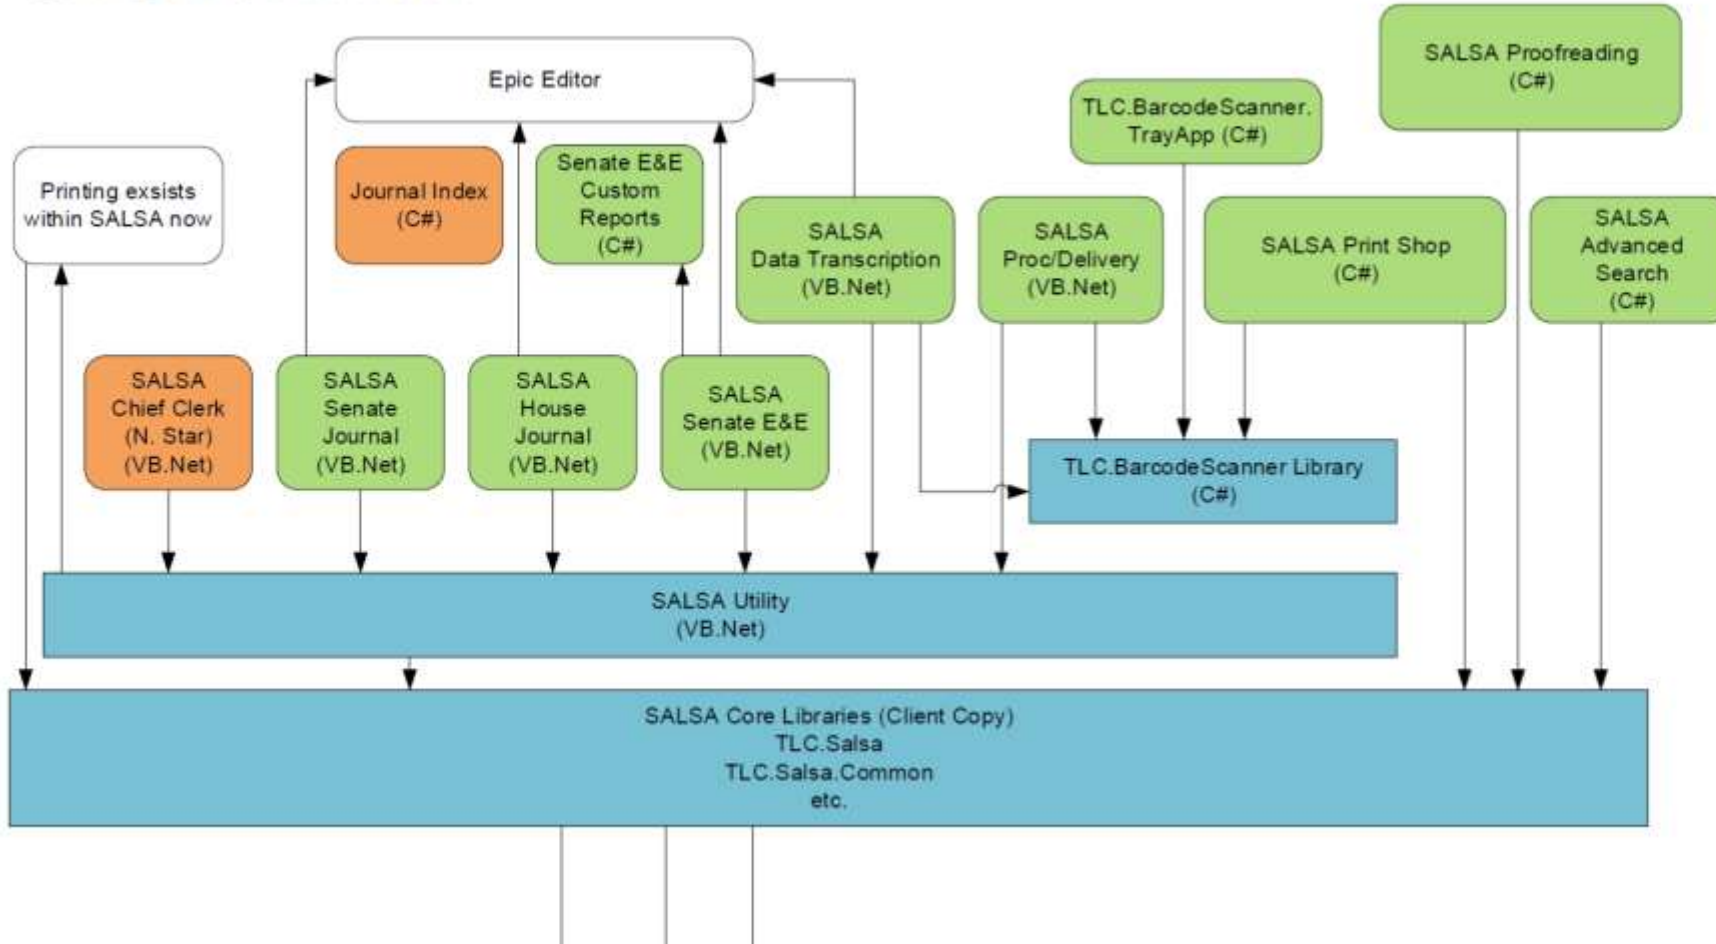 SALSA Proofreading
(C#)
Epic Editor
TLC.BarcodeScanner.
TrayApp (C#)
Printing exsists
within SALSA now
Journal Index
(C#)
Senate E&E
Custom
Reports
(C#)
SALSA
Data Transcription
(VB.Net)
SALSA
Proc/Delivery
(VB.Net)
SALSA Print Shop
(C#)
SALSA
Advanced
Search
(C#)
SALSA
Chief Clerk
(N. Star)
(VB.Net)
SALSA
Senate
Journal
(VB.Net)
SALSA
House
Journal
(VB.Net)
SALSA
Senate E&E
(VB.Net)
TLC.BarcodeScanner Library
(C#)
SALSA Utility
(VB.Net)
SALSA Core Libraries (Client Copy)
TLC.Salsa
TLC.Salsa.Common
etc.